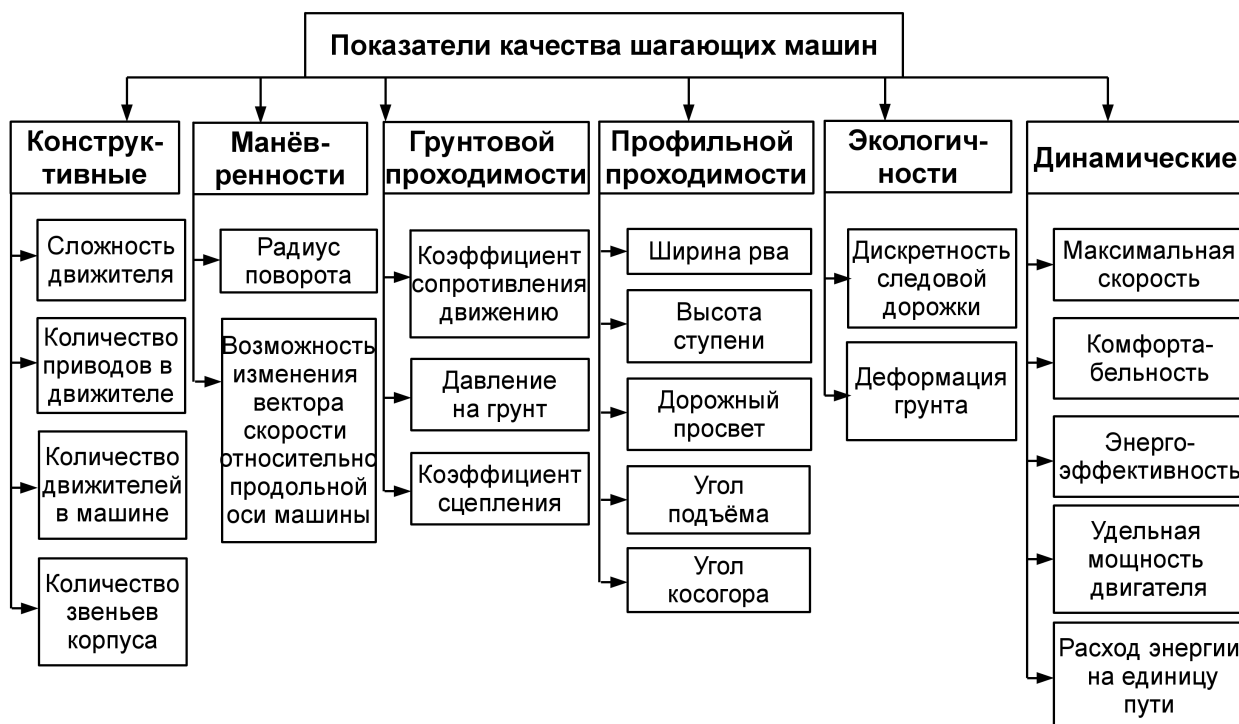 Показатели качества шагающих машин
Конструк-
тивные
Сложность
движителя
Количество
приводов в
движителе
Количество
движителей
в машине
Количество
звеньев
корпуса
Манёв-
ренности
Радиус
поворота
Возможность
изменения
вектора
скорости
относительно
продольной
оси машины
Грунтовой
проходимости
Коэффициент
сопротивления
движению
Давление
на грунт
Коэффициент
сцепления
Профильной
проходимости
Ширина рва
Высота
ступени
Дорожный
просвет
Угол
подъёма
Угол
косогора
Экологич-
ности
Дискретность
следовой
дорожки
Деформация
грунта
Динамические
Максимальная
скорость
Комфорта-
бельность
Энерго-
эффективность
Удельная
мощность
двигателя
Расход энергии
на единицу
пути